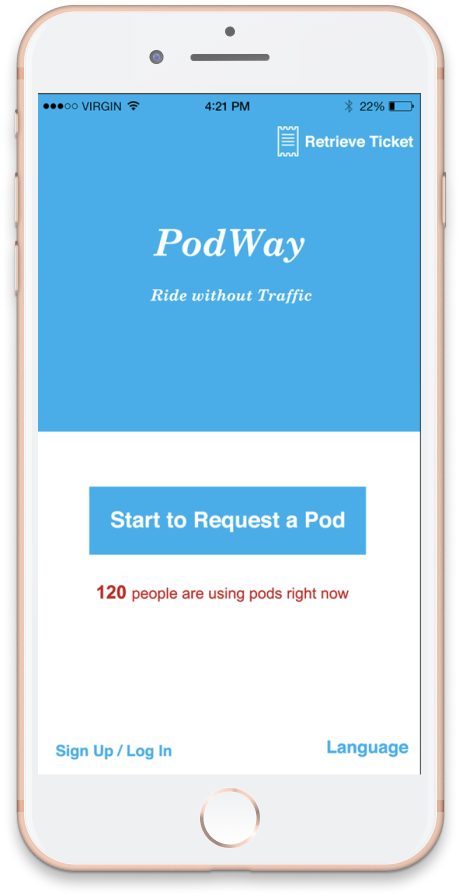 VIRGIN 4:21 PM 22%
Retrieve Ticket
PodWay
Ride without Traffic
Start to Request a Pod
120 people are using pods right now
Sign Up / Log In Language